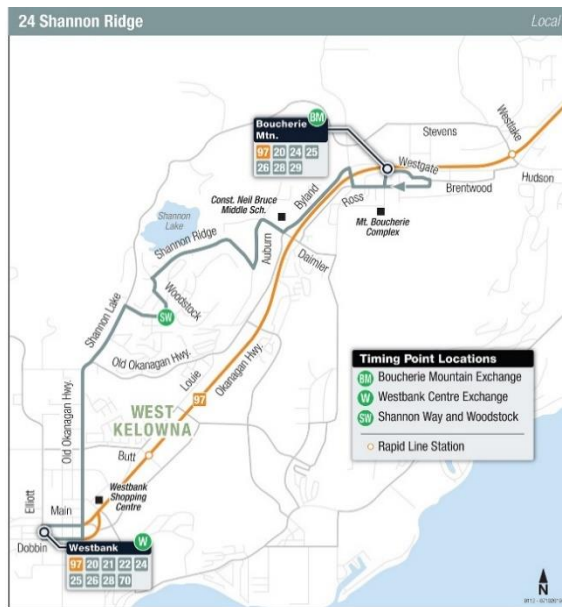 24 Shannon Ridge
Local
BM
Boucherie
Mtn.
97 20 24 25
26 28 29
Stevens
Westlake
Westgate
Hudson
Brentwood
Ross
Byland
Const. Neil Bruce
Middle Sch.
Mt. Boucherie
Complex
Shannon
Lake
Shannon Ridge
Auburn
Daimler
Woodstock
SW
Shannon Lake
Old Okanagan Hwy.
Louie
Okanagan Hwy.
97
WEST
KELOWNA
Old Okanagan Hwy.
Butt
Westbank
Shopping
Centre
Elliott
Main
Dobbin
Westbank
W
97 20 21 22 24
25 26 28 70
Timing Point Locations
BM Boucherie Mountain Exchange
W Westbank Centre Exchange
SW Shannon Way and Woodstock
Rapid Line Station
N